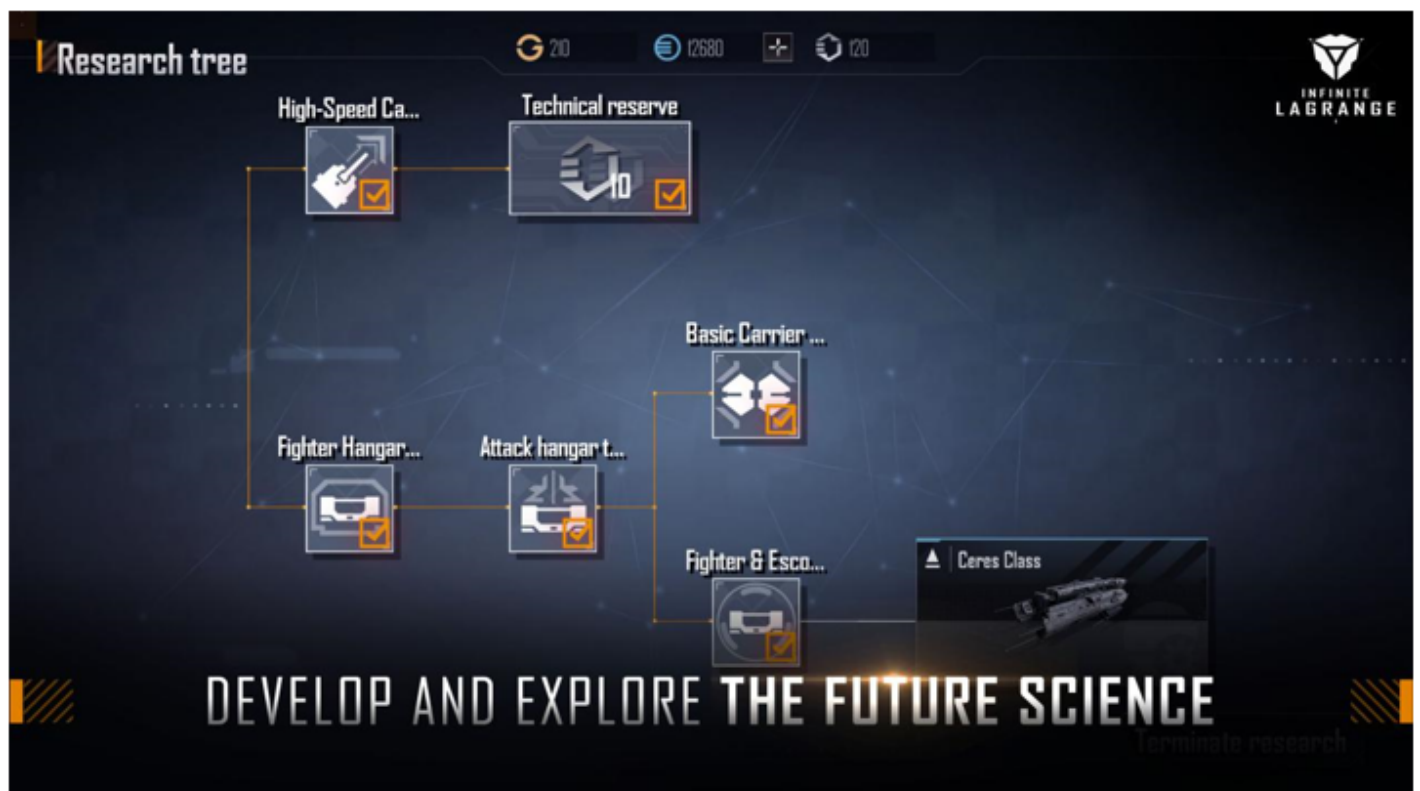 Research tree
210
12680
120
INFINITE
LAGRANGE
High-Speed Ca...
Technical reserve
10
Basic Carrier ...
Fighter Hangar...
Attack hangar t...
Fighter & Esco...
Ceres Class
DEVELOP AND EXPLORE THE FUTURE SCIENCE
Terminate research